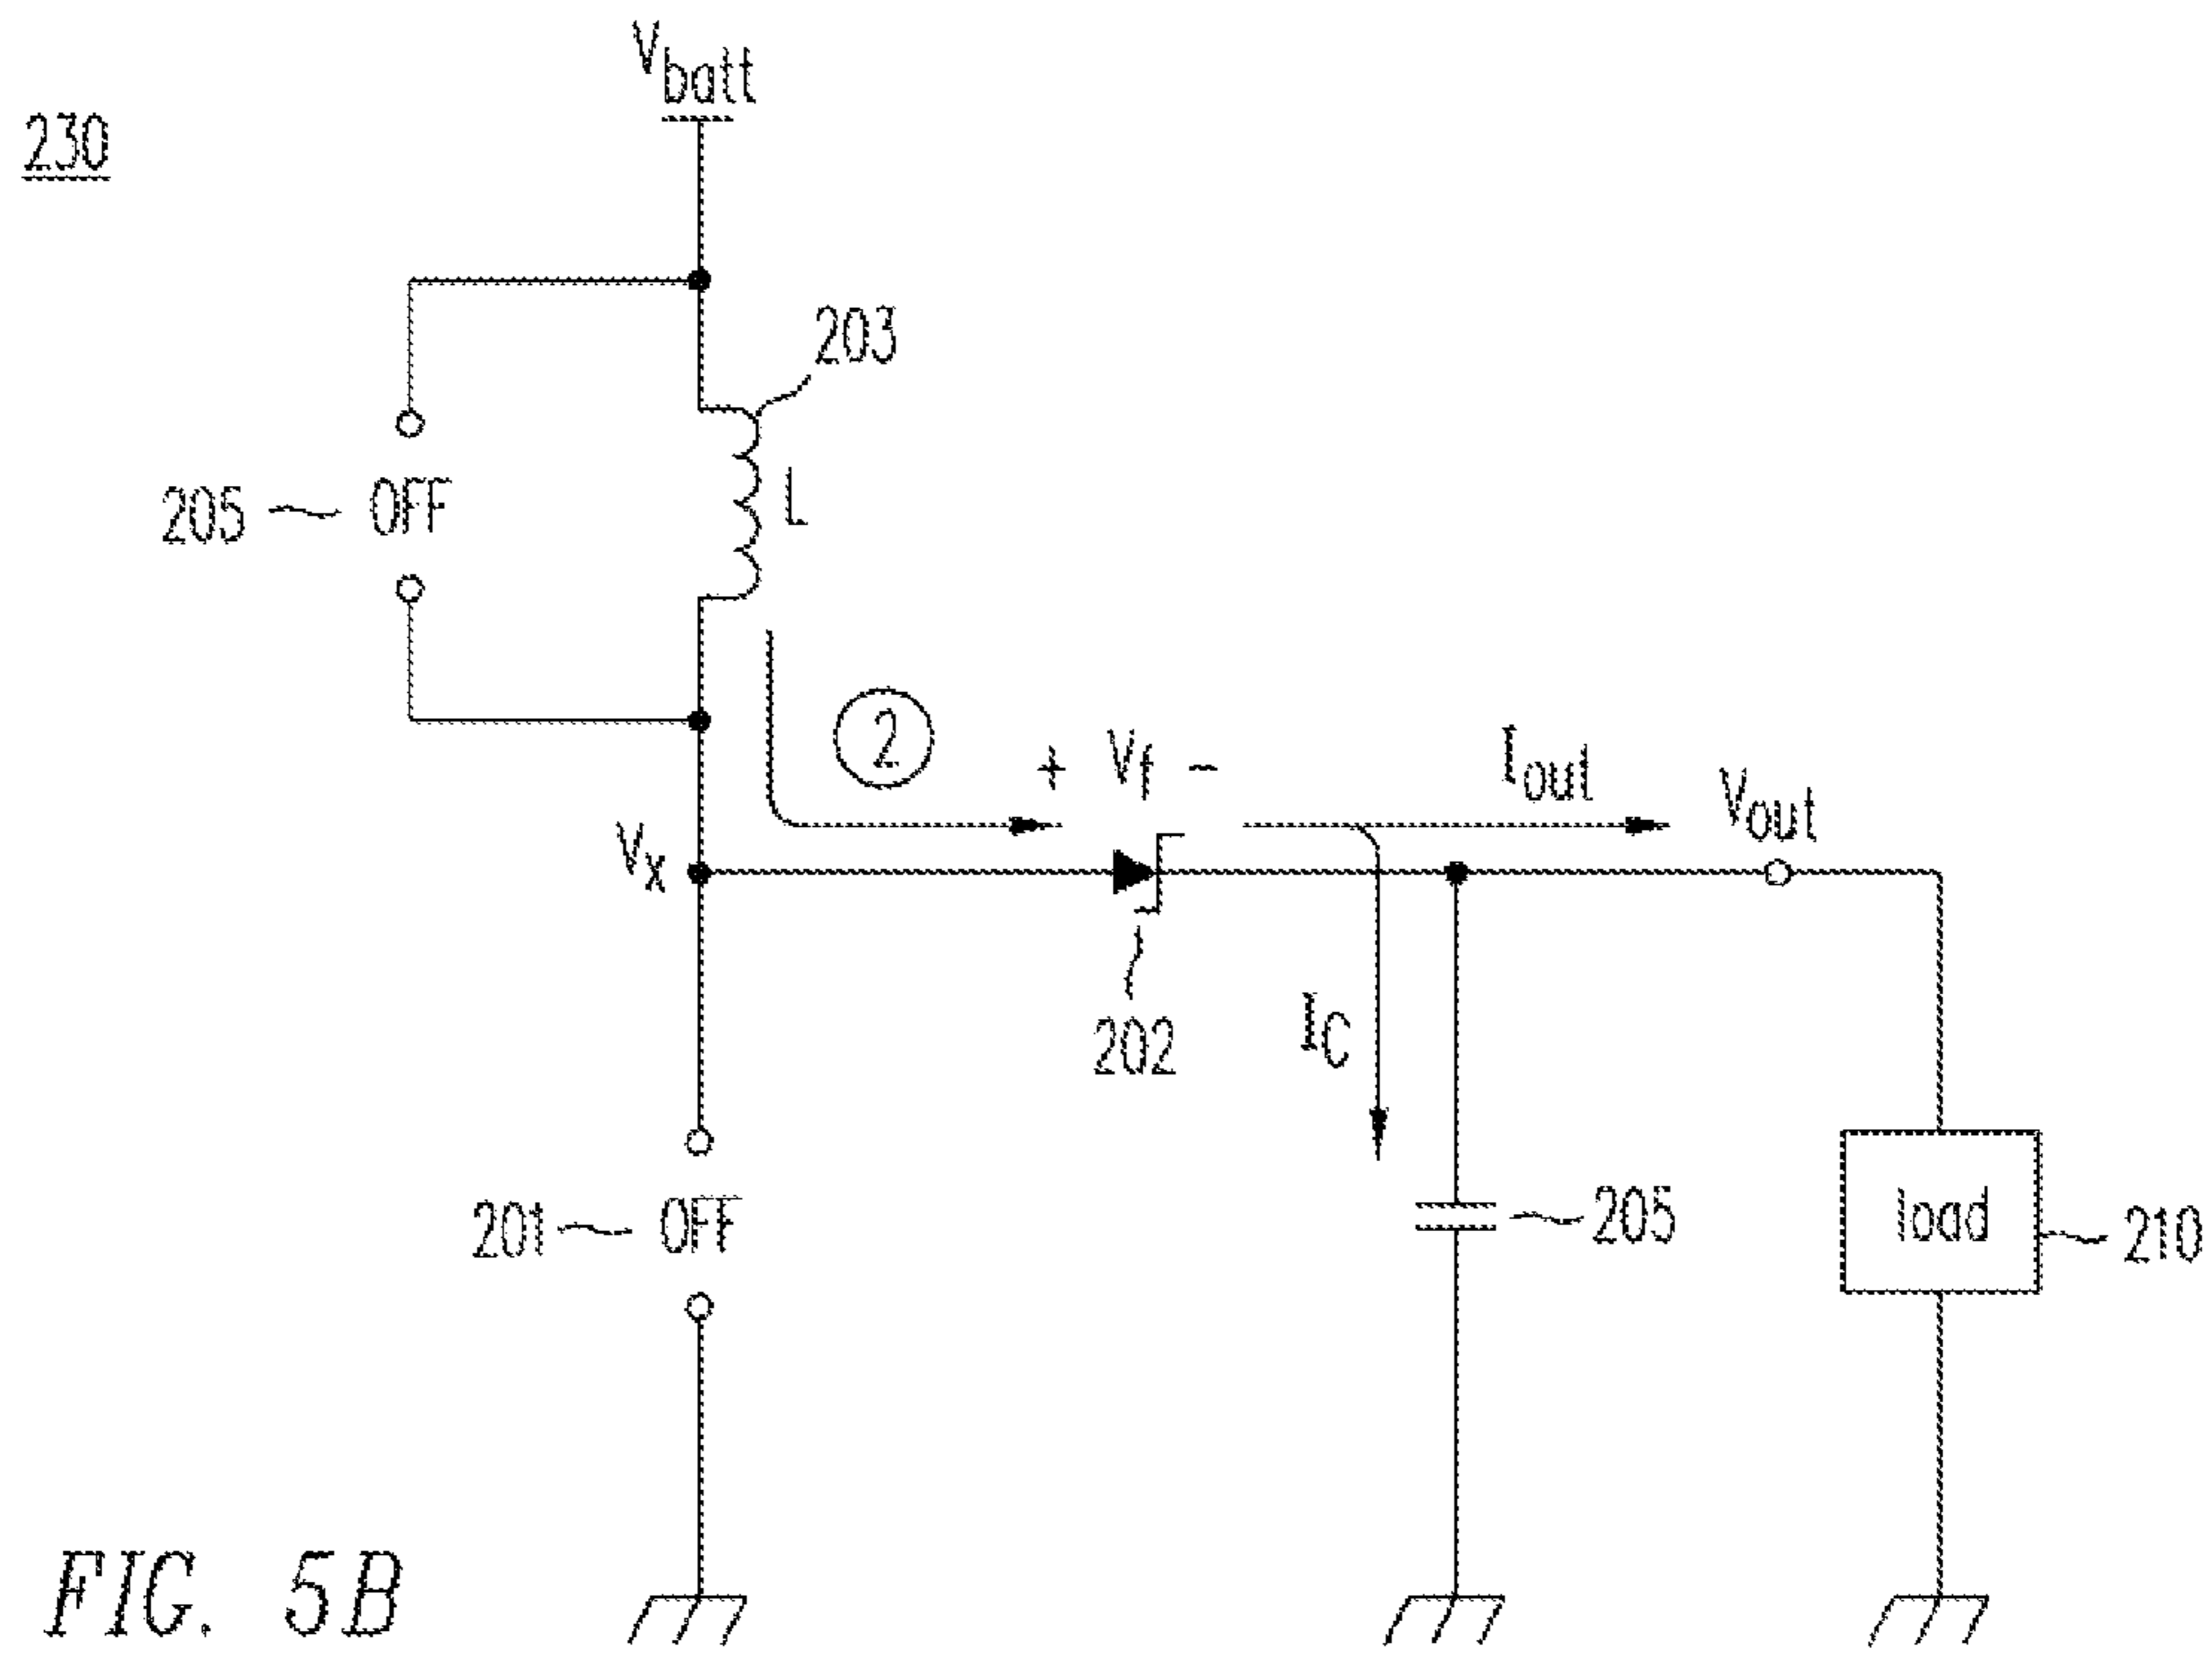 Vbatt
230
203
205
OFF
L
2
+ Vf -
Iout
Vout
Vx
202
IC
201
OFF
205
load
210
FIG. 5B